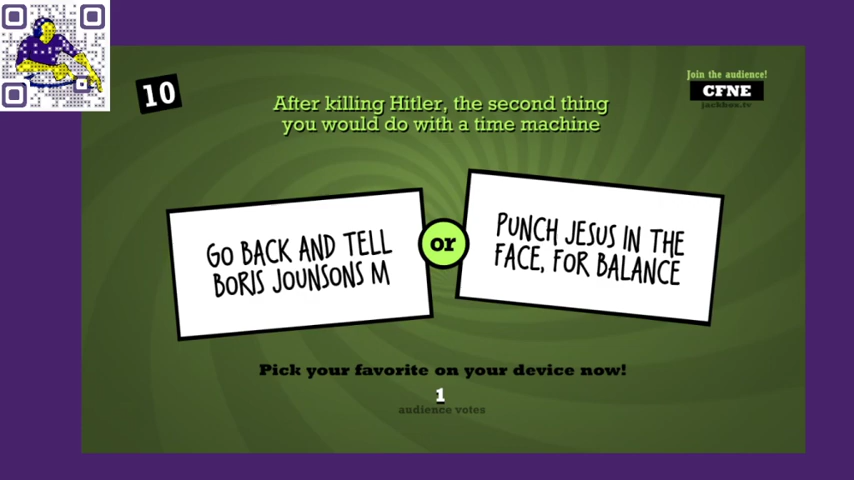 10
After killing Hitler, the second thing
you would do with a time machine
Join the audience!
CFNE
jackbox.tv
GO BACK AND TELL
BORIS JOUNSONS M
or
PUNCH JESUS IN THE
FACE, FOR BALANCE
Pick your favorite on your device now!
1
audience votes